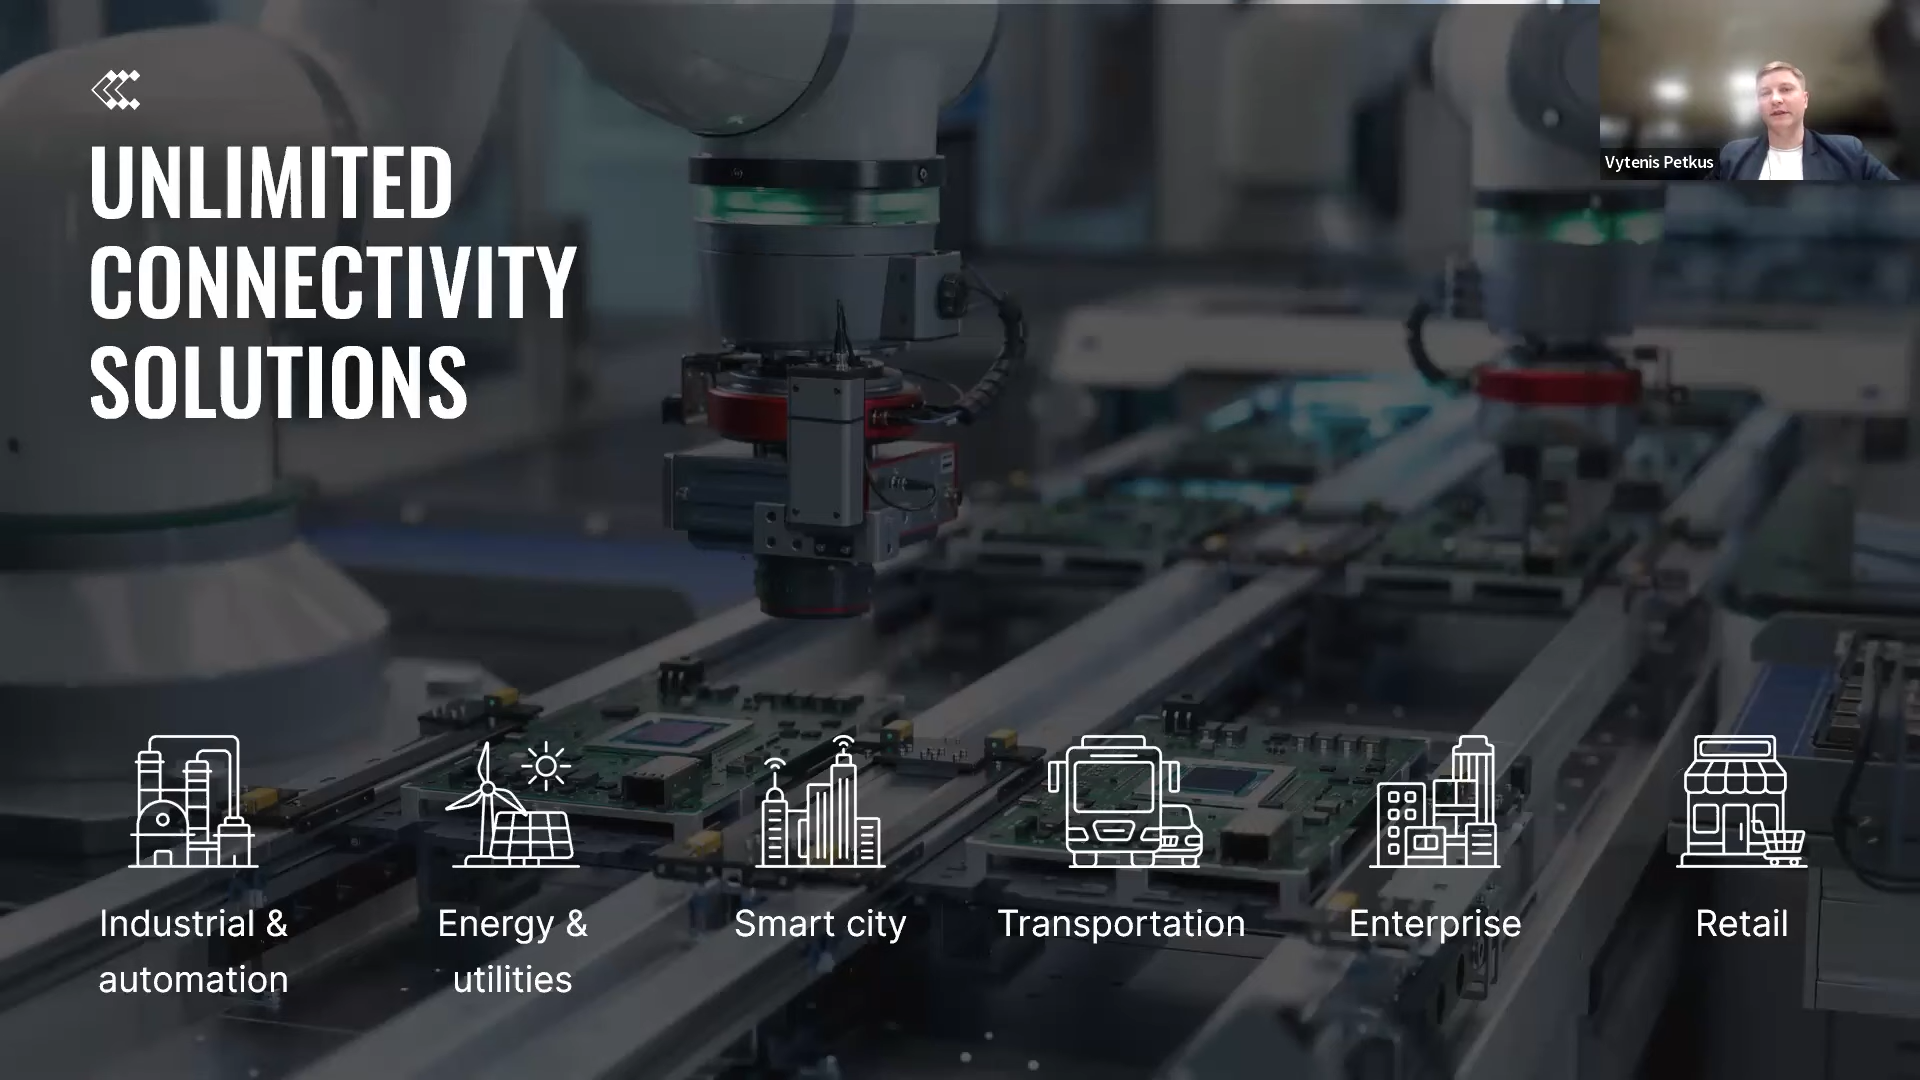 UNLIMITED
CONNECTIVITY
SOLUTIONS
Vytenis Petkus
Industrial &
automation
Energy &
utilities
Smart city
Transportation
Enterprise
Retail